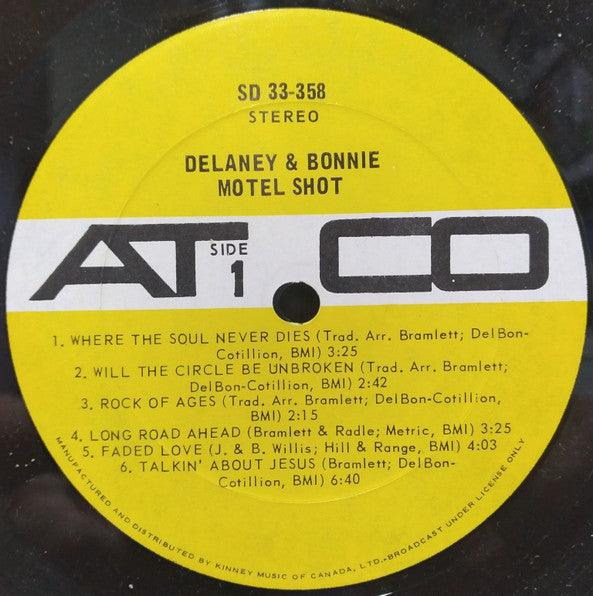 SD 33-358
STEREO
DELANEY & BONNIE
MOTEL SHOT
ATCO
SIDE
1
1. WHERE THE SOUL NEVER DIES (Trad. Arr. Bramlett; DelBon-
Cotillion, BMI) 3:25
2. WILL THE CIRCLE BE UNBROKEN (Trad. Arr. Bramlett;
DelBon-Cotillion, BMI) 2:42
3. ROCK OF AGES (Trad. Arr. Bramlett; DelBon-Cotillion,
BMI) 2:15
4. LONG ROAD AHEAD (Bramlett & Radle; Metric, BMI) 3:25
5. FADED LOVE (J. & B. Willis; Hill & Range, BMI) 4:03
6. TALKIN' ABOUT JESUS (Bramlett; DelBon-
Cotillion, BMI) 6:40
MANUFACTURED AND DISTRIBUTED BY KINNEY MUSIC OF CANADA, LTD.-BROADCAST UNDER LICENSE ONLY